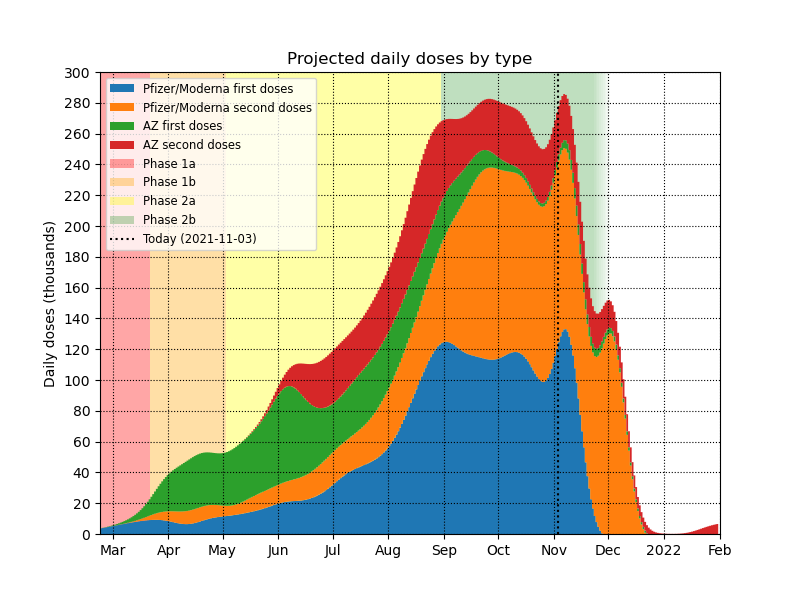 Projected daily doses by type
Daily doses (thousands)
300
280
260
240
220
200
180
160
140
120
100
80
60
40
20
0
Pfizer/Moderna first doses
Pfizer/Moderna second doses
AZ first doses
AZ second doses
Phase 1a
Phase 1b
Phase 2a
Phase 2b
Today (2021-11-03)
Mar Apr May Jun Jul Aug Sep Oct Nov Dec 2022 Feb